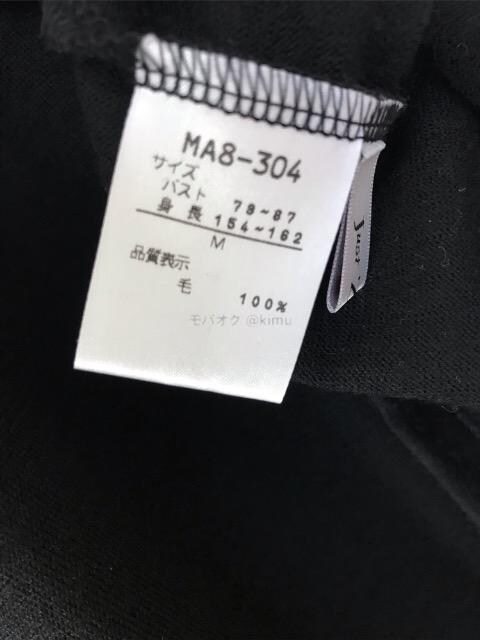 MA8-304
サイズ
バスト 79~87
身長 154~162
M
品質表示
毛 100%
モバオク @kimu
Just